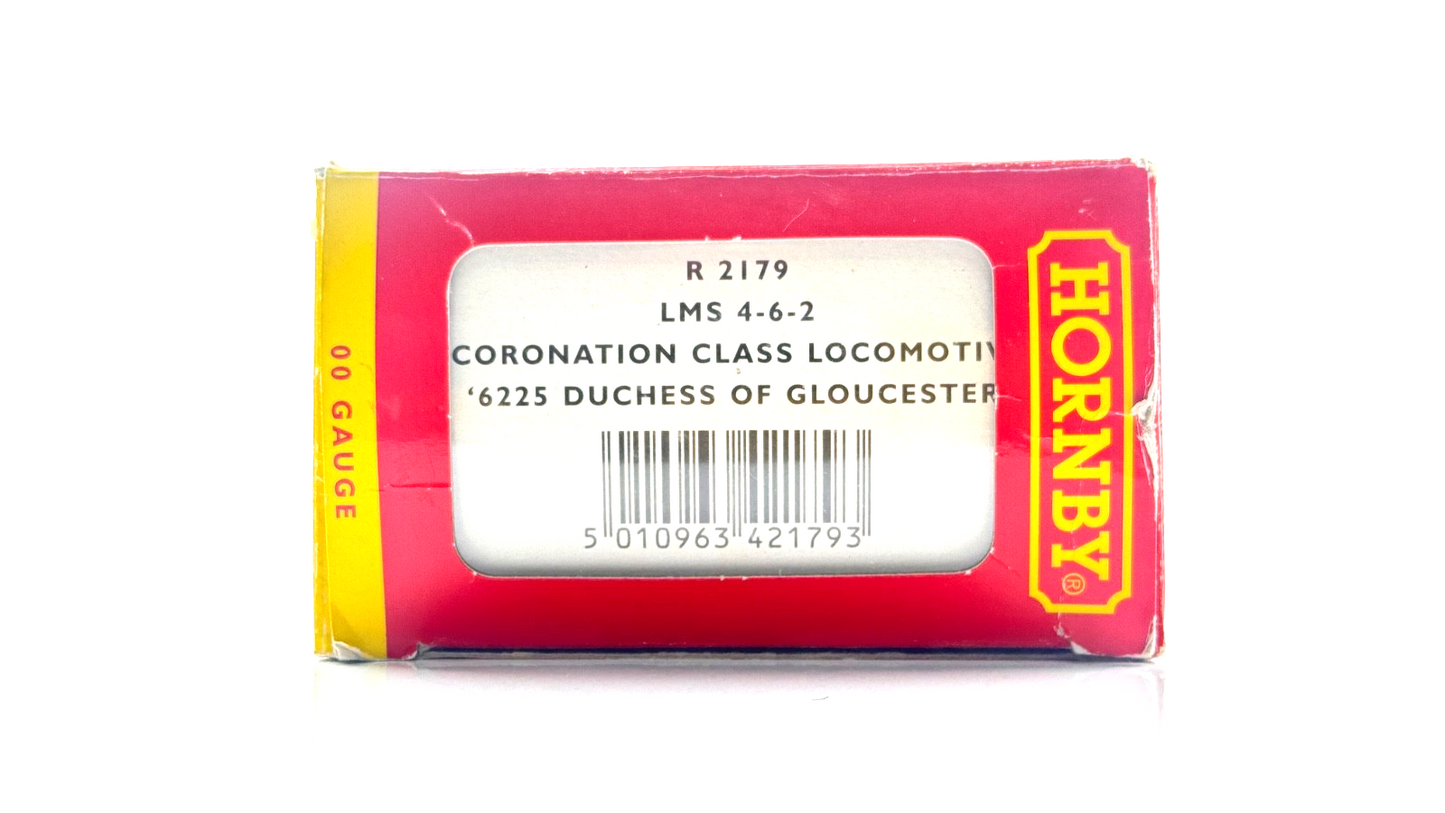 R 2179
LMS 4-6-2
CORONATION CLASS LOCOMOTIV
‘6225 DUCHESS OF GLOUCESTER
5 010963 421793
00 GAUGE
HORNBY®